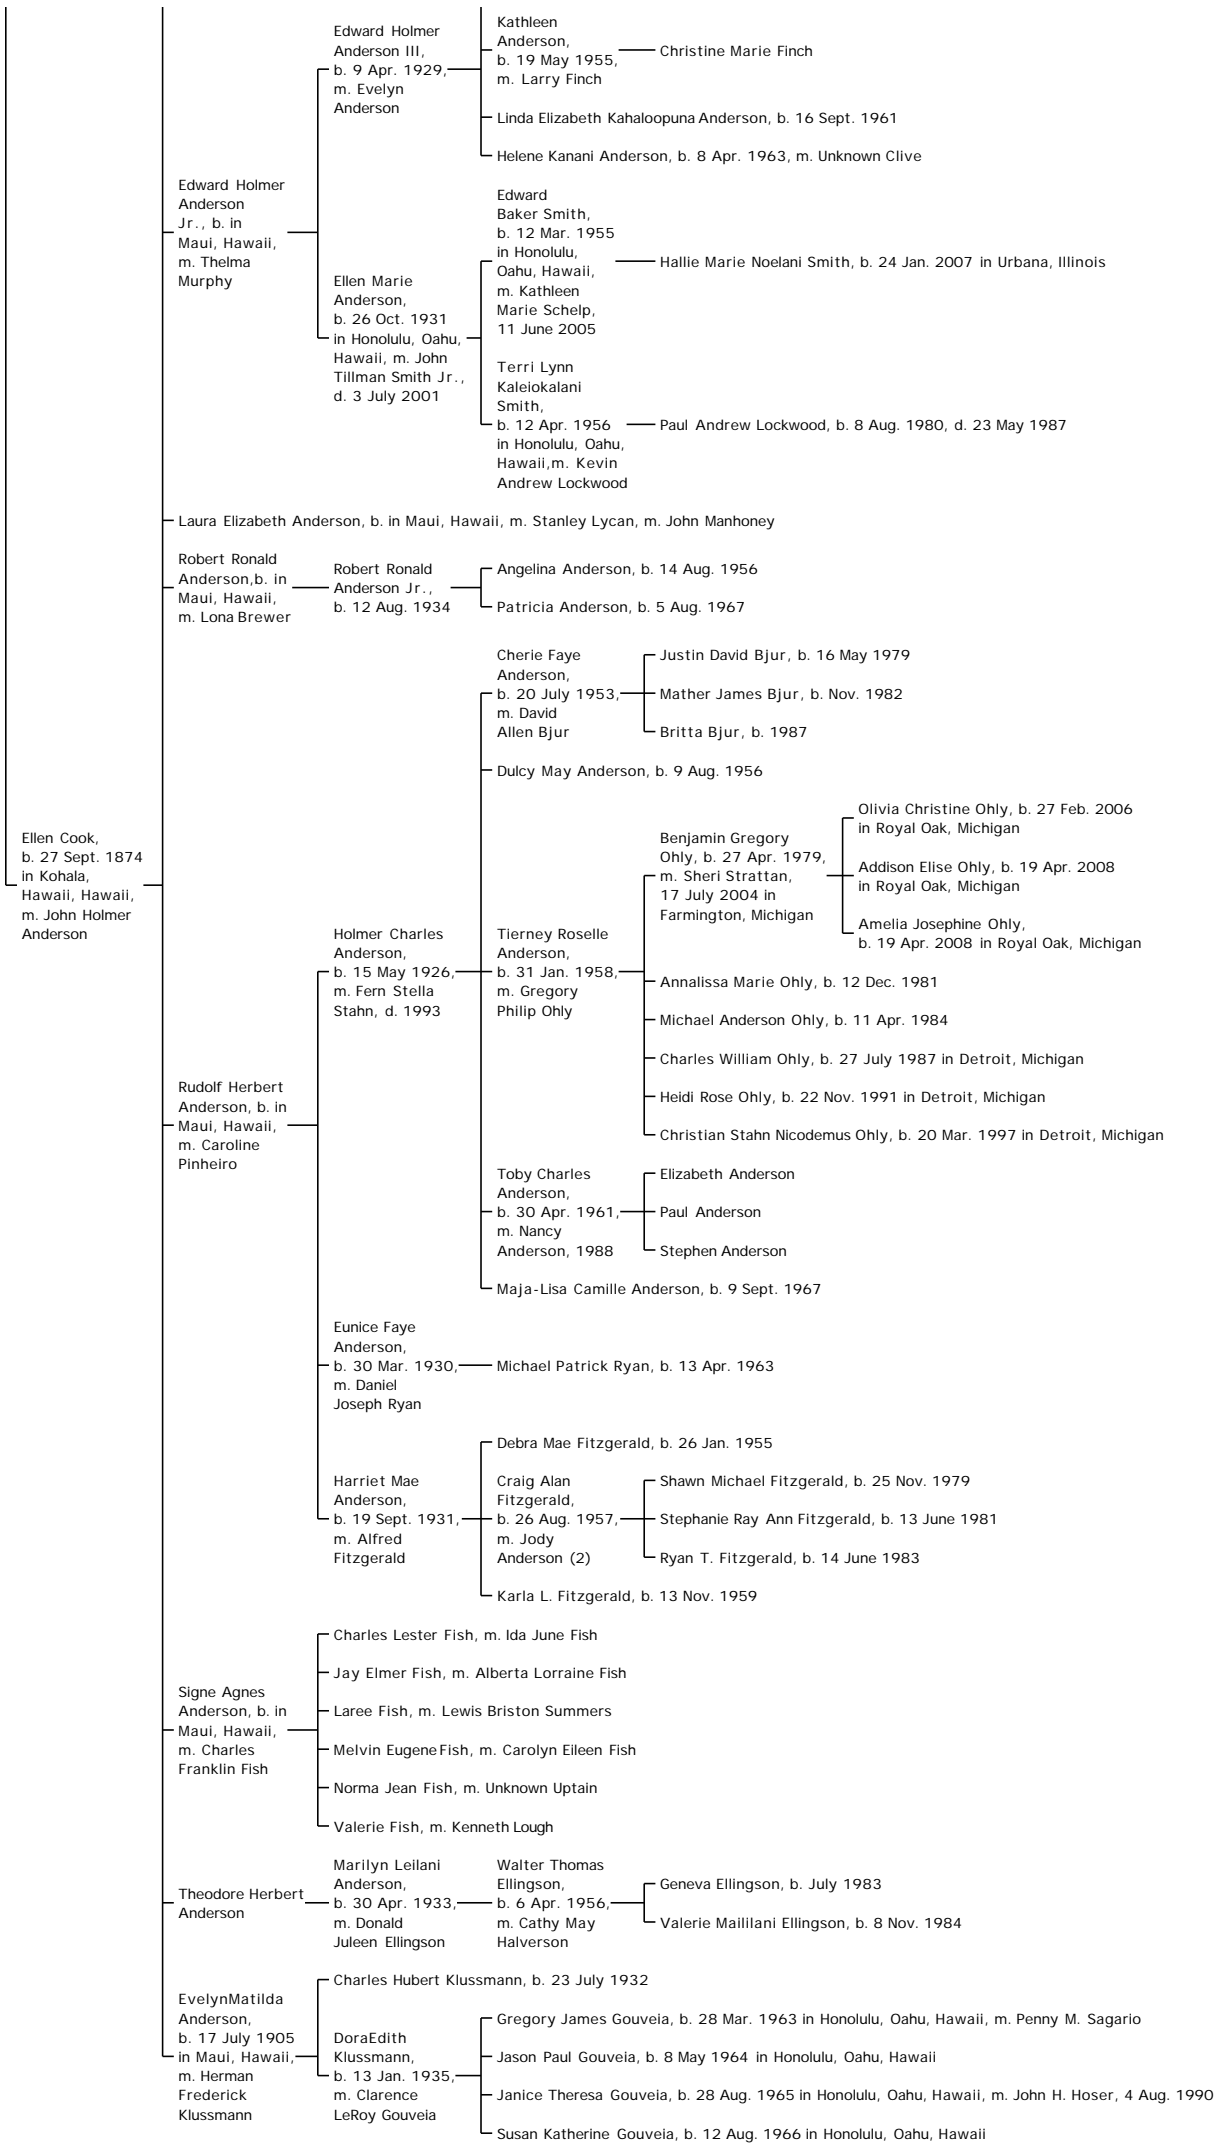 Edward Holmer
Anderson III,
b. 9 Apr. 1929,
m. Evelyn
Anderson
Kathleen
Anderson,
b. 19 May 1955,
m. Larry Finch
Christine Marie Finch
Linda Elizabeth Kahaloopuna Anderson, b. 16 Sept. 1961
Helene Kanani Anderson, b. 8 Apr. 1963, m. Unknown Clive
Edward Holmer
Anderson
Jr., b. in
Maui, Hawaii,
m. Thelma
Murphy
Ellen Marie
Anderson,
b. 26 Oct. 1931
in Honolulu, Oahu,
Hawaii, m. John
Tillman Smith Jr.,
d. 3 July 2001
Edward
Baker Smith,
b. 12 Mar. 1955
in Honolulu,
Oahu, Hawaii,
m. Kathleen
Marie Schelp,
11 June 2005
Hallie Marie Noelani Smith, b. 24 Jan. 2007 in Urbana, Illinois
Terri Lynn
Kaleiokalani
Smith,
b. 12 Apr. 1956
in Honolulu, Oahu,
Hawaii,m. Kevin
Andrew Lockwood
Paul Andrew Lockwood, b. 8 Aug. 1980, d. 23 May 1987
Laura Elizabeth Anderson, b. in Maui, Hawaii, m. Stanley Lycan, m. John Manhoney
Robert Ronald
Anderson,b. in
Maui, Hawaii,
m. Lona Brewer
Robert Ronald
Anderson Jr.,
b. 12 Aug. 1934
Angelina Anderson, b. 14 Aug. 1956
Patricia Anderson, b. 5 Aug. 1967
Cherie Faye
Anderson,
b. 20 July 1953,
m. David
Allen Bjur
Justin David Bjur, b. 16 May 1979
Mather James Bjur, b. Nov. 1982
Britta Bjur, b. 1987
Dulcy May Anderson, b. 9 Aug. 1956
Ellen Cook,
b. 27 Sept. 1874
in Kohala,
Hawaii, Hawaii,
m. John Holmer
Anderson
Holmer Charles
Anderson,
b. 15 May 1926,
m. Fern Stella
Stahn, d. 1993
Tierney Roselle
Anderson,
b. 31 Jan. 1958,
m. Gregory
Philip Ohly
Benjamin Gregory
Ohly, b. 27 Apr. 1979,
m. Sheri Strattan,
17 July 2004 in
Farmington, Michigan
Olivia Christine Ohly, b. 27 Feb. 2006
in Royal Oak, Michigan
Addison Elise Ohly, b. 19 Apr. 2008
in Royal Oak, Michigan
Amelia Josephine Ohly,
b. 19 Apr. 2008 in Royal Oak, Michigan
Annalissa Marie Ohly, b. 12 Dec. 1981
Michael Anderson Ohly, b. 11 Apr. 1984
Charles William Ohly, b. 27 July 1987 in Detroit, Michigan
Heidi Rose Ohly, b. 22 Nov. 1991 in Detroit, Michigan
Christian Stahn Nicodemus Ohly, b. 20 Mar. 1997 in Detroit, Michigan
Rudolf Herbert
Anderson, b. in
Maui, Hawaii,
m. Caroline
Pinheiro
Toby Charles
Anderson,
b. 30 Apr. 1961,
m. Nancy
Anderson, 1988
Elizabeth Anderson
Paul Anderson
Stephen Anderson
Maja-Lisa Camille Anderson, b. 9 Sept. 1967
Eunice Faye
Anderson,
b. 30 Mar. 1930,
m. Daniel
Joseph Ryan
Michael Patrick Ryan, b. 13 Apr. 1963
Harriet Mae
Anderson,
b. 19 Sept. 1931,
m. Alfred
Fitzgerald
Debra Mae Fitzgerald, b. 26 Jan. 1955
Craig Alan
Fitzgerald,
b. 26 Aug. 1957,
m. Jody
Anderson (2)
Shawn Michael Fitzgerald, b. 25 Nov. 1979
Stephanie Ray Ann Fitzgerald, b. 13 June 1981
Ryan T. Fitzgerald, b. 14 June 1983
Karla L. Fitzgerald, b. 13 Nov. 1959
Signe Agnes
Anderson, b. in
Maui, Hawaii,
m. Charles
Franklin Fish
Charles Lester Fish, m. Ida June Fish
Jay Elmer Fish, m. Alberta Lorraine Fish
Laree Fish, m. Lewis Briston Summers
Melvin Eugene Fish, m. Carolyn Eileen Fish
Norma Jean Fish, m. Unknown Uptain
Valerie Fish, m. Kenneth Lough
Theodore Herbert
Anderson
Marilyn Leilani
Anderson,
b. 30 Apr. 1933,
m. Donald
Juleen Ellingson
Walter Thomas
Ellingson,
b. 6 Apr. 1956,
m. Cathy May
Halverson
Geneva Ellingson, b. July 1983
Valerie Maililani Ellingson, b. 8 Nov. 1984
EvelynMatilda
Anderson,
b. 17 July 1905
in Maui, Hawaii,
m. Herman
Frederick
Klussmann
Charles Hubert Klussmann, b. 23 July 1932
DoraEdith
Klussmann,
b. 13 Jan. 1935,
m. Clarence
LeRoy Gouveia
Gregory James Gouveia, b. 28 Mar. 1963 in Honolulu, Oahu, Hawaii, m. Penny M. Sagario
Jason Paul Gouveia, b. 8 May 1964 in Honolulu, Oahu, Hawaii
Janice Theresa Gouveia, b. 28 Aug. 1965 in Honolulu, Oahu, Hawaii, m. John H. Hoser, 4 Aug. 1990
Susan Katherine Gouveia, b. 12 Aug. 1966 in Honolulu, Oahu, Hawaii